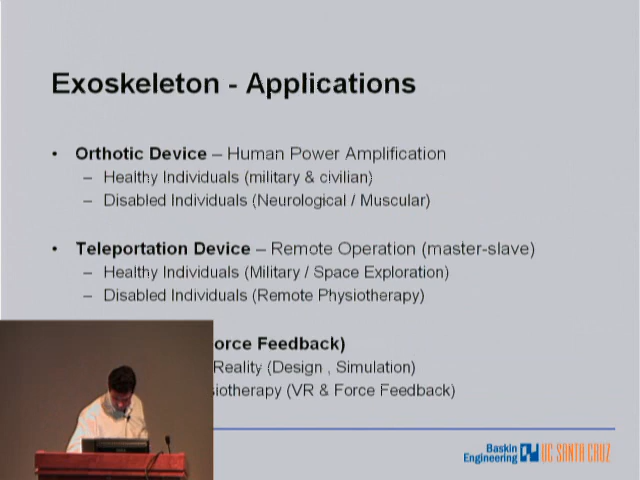 Exoskeleton - Applications
• Orthotic Device – Human Power Amplification
– Healthy Individuals (military & civilian)
– Disabled Individuals (Neurological / Muscular)
• Teleportation Device – Remote Operation (master-slave)
– Healthy Individuals (Military / Space Exploration)
– Disabled Individuals (Remote Physiotherapy)
Feedback)
Reality (Design , Simulation)
(VR & Force Feedback)
Baskin
Engineering
UC SANTA CRUZ